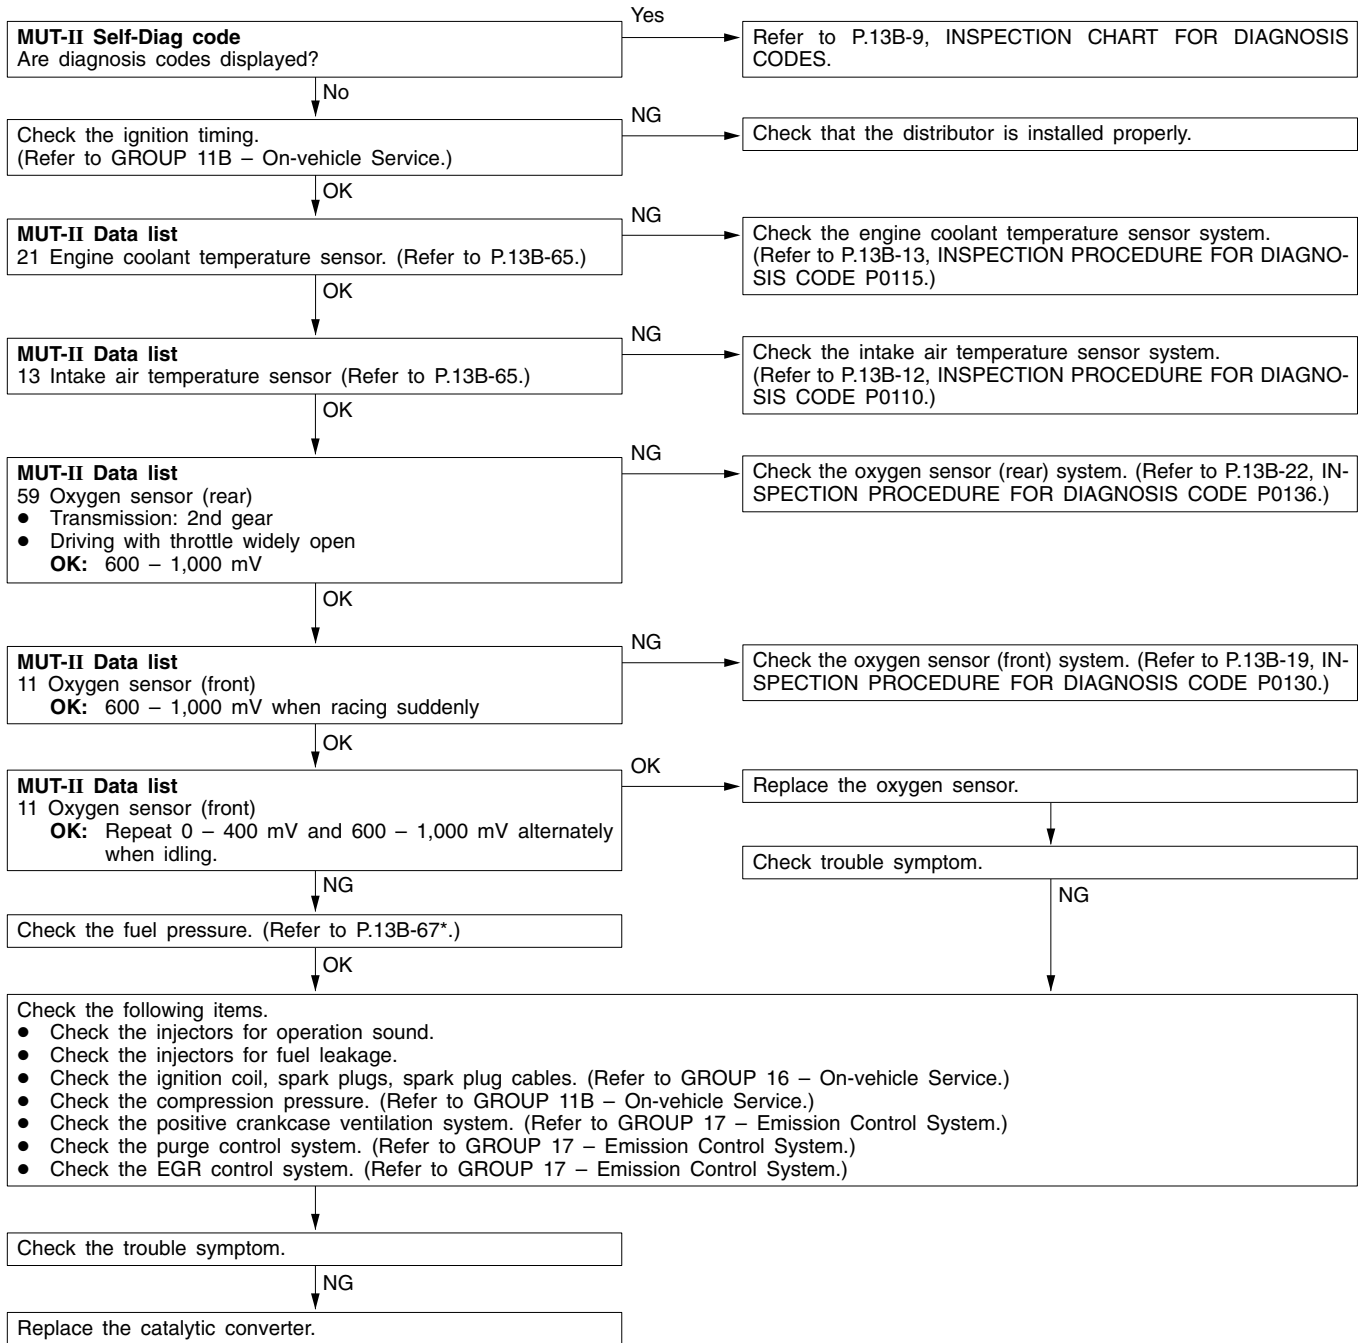 MUT-II Self-Diag code
Are diagnosis codes displayed?
Yes
Refer to P.13B-9, INSPECTION CHART FOR DIAGNOSIS
CODES.
No
Check the ignition timing.
(Refer to GROUP 11B – On-vehicle Service.)
NG
Check that the distributor is installed properly.
OK
MUT-II Data list
21 Engine coolant temperature sensor. (Refer to P.13B-65.)
NG
Check the engine coolant temperature sensor system.
(Refer to P.13B-13, INSPECTION PROCEDURE FOR DIAGNO-
SIS CODE P0115.)
OK
MUT-II Data list
13 Intake air temperature sensor (Refer to P.13B-65.)
NG
Check the intake air temperature sensor system.
(Refer to P.13B-12, INSPECTION PROCEDURE FOR DIAGNO-
SIS CODE P0110.)
OK
MUT-II Data list
59 Oxygen sensor (rear)
● Transmission: 2nd gear
● Driving with throttle widely open
OK: 600 – 1,000 mV
NG
Check the oxygen sensor (rear) system. (Refer to P.13B-22, IN-
SPECTION PROCEDURE FOR DIAGNOSIS CODE P0136.)
OK
MUT-II Data list
11 Oxygen sensor (front)
OK: 600 – 1,000 mV when racing suddenly
NG
Check the oxygen sensor (front) system. (Refer to P.13B-19, IN-
SPECTION PROCEDURE FOR DIAGNOSIS CODE P0130.)
OK
MUT-II Data list
11 Oxygen sensor (front)
OK: Repeat 0 – 400 mV and 600 – 1,000 mV alternately
when idling.
OK
Replace the oxygen sensor.
Check trouble symptom.
NG
NG
Check the fuel pressure. (Refer to P.13B-67*.)
OK
Check the following items.
● Check the injectors for operation sound.
● Check the injectors for fuel leakage.
● Check the ignition coil, spark plugs, spark plug cables. (Refer to GROUP 16 – On-vehicle Service.)
● Check the compression pressure. (Refer to GROUP 11B – On-vehicle Service.)
● Check the positive crankcase ventilation system. (Refer to GROUP 17 – Emission Control System.)
● Check the purge control system. (Refer to GROUP 17 – Emission Control System.)
● Check the EGR control system. (Refer to GROUP 17 – Emission Control System.)
Check the trouble symptom.
NG
Replace the catalytic converter.